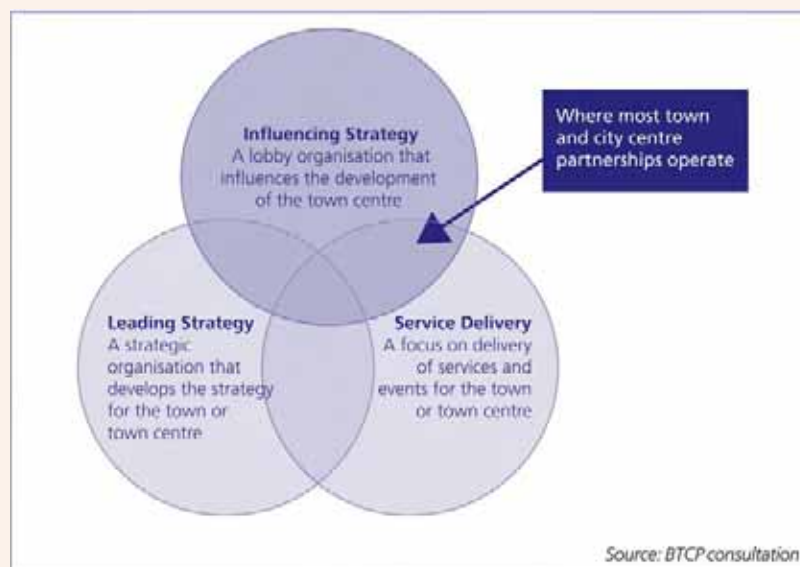 Influencing Strategy
A lobby organisation that
influences the development
of the town centre
Where most town
and city centre
partnerships operate
Leading Strategy
A strategic
organisation that
develops the strategy
for the town or
town centre
Service Delivery
A focus on delivery
of services and
events for the town
or town centre
Source: BTCP consultation